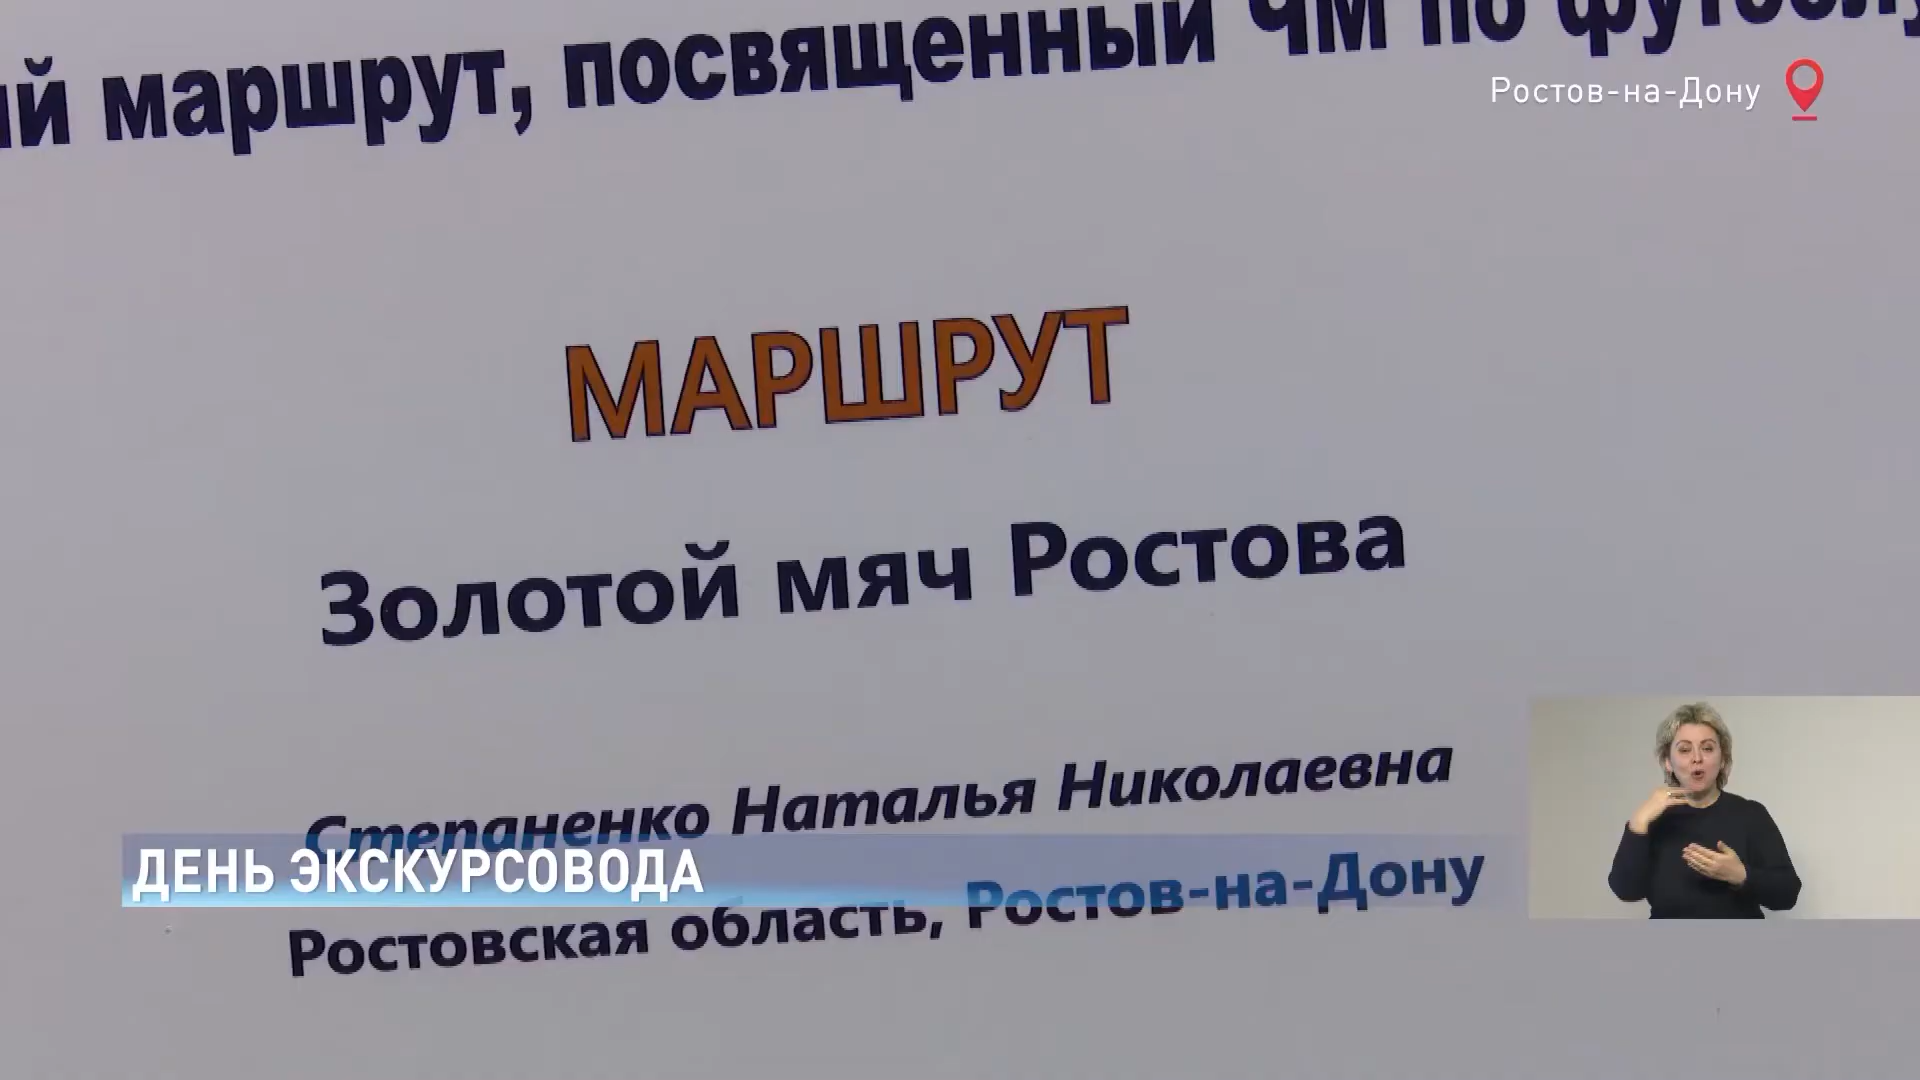 маршрут, посвященный ЧМ по футболу
Ростов-на-Дону
МАРШРУТ
Золотой мяч Ростова
Степаненко Наталья Николаевна
ДЕНЬ ЭКСКУРСОВОДА
Ростовская область, Ростов-на-Дону